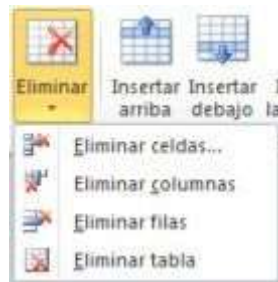 Eliminar Insertar Insertar
arriba debajo
Eliminar celdas...
Eliminar columnas
Eliminar filas
Eliminar tabla